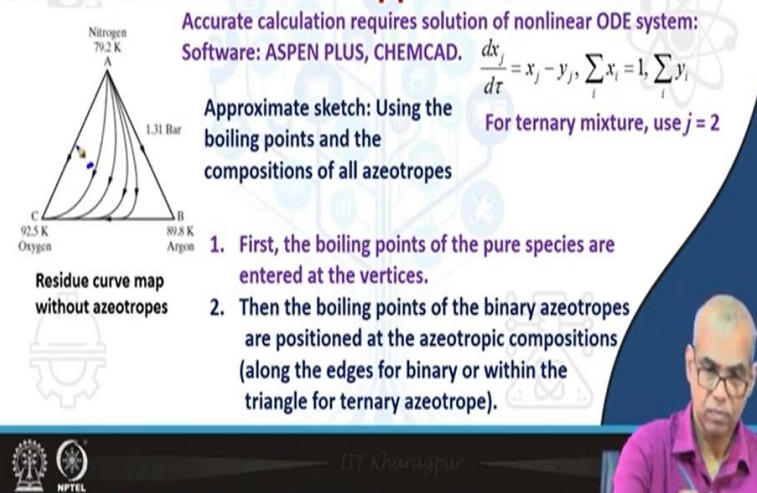 Accurate calculation requires solution of nonlinear ODE system:
Software: ASPEN PLUS, CHEMCAD.
dx_j/dτ = x_j − y_j, ∑_i x_i = 1, ∑_i y_i
For ternary mixture, use j = 2
Nitrogen
79.2 K
A
1.31 Bar
C
92.5 K
Oxygen
B
89.8 K
Argon
Residue curve map
without azeotropes
Approximate sketch: Using the
boiling points and the
compositions of all azeotropes
1. First, the boiling points of the pure species are
entered at the vertices.
2. Then the boiling points of the binary azeotropes
are positioned at the azeotropic compositions
(along the edges for binary or within the
triangle for ternary azeotrope).
IIT Kharagpur
NPTEL